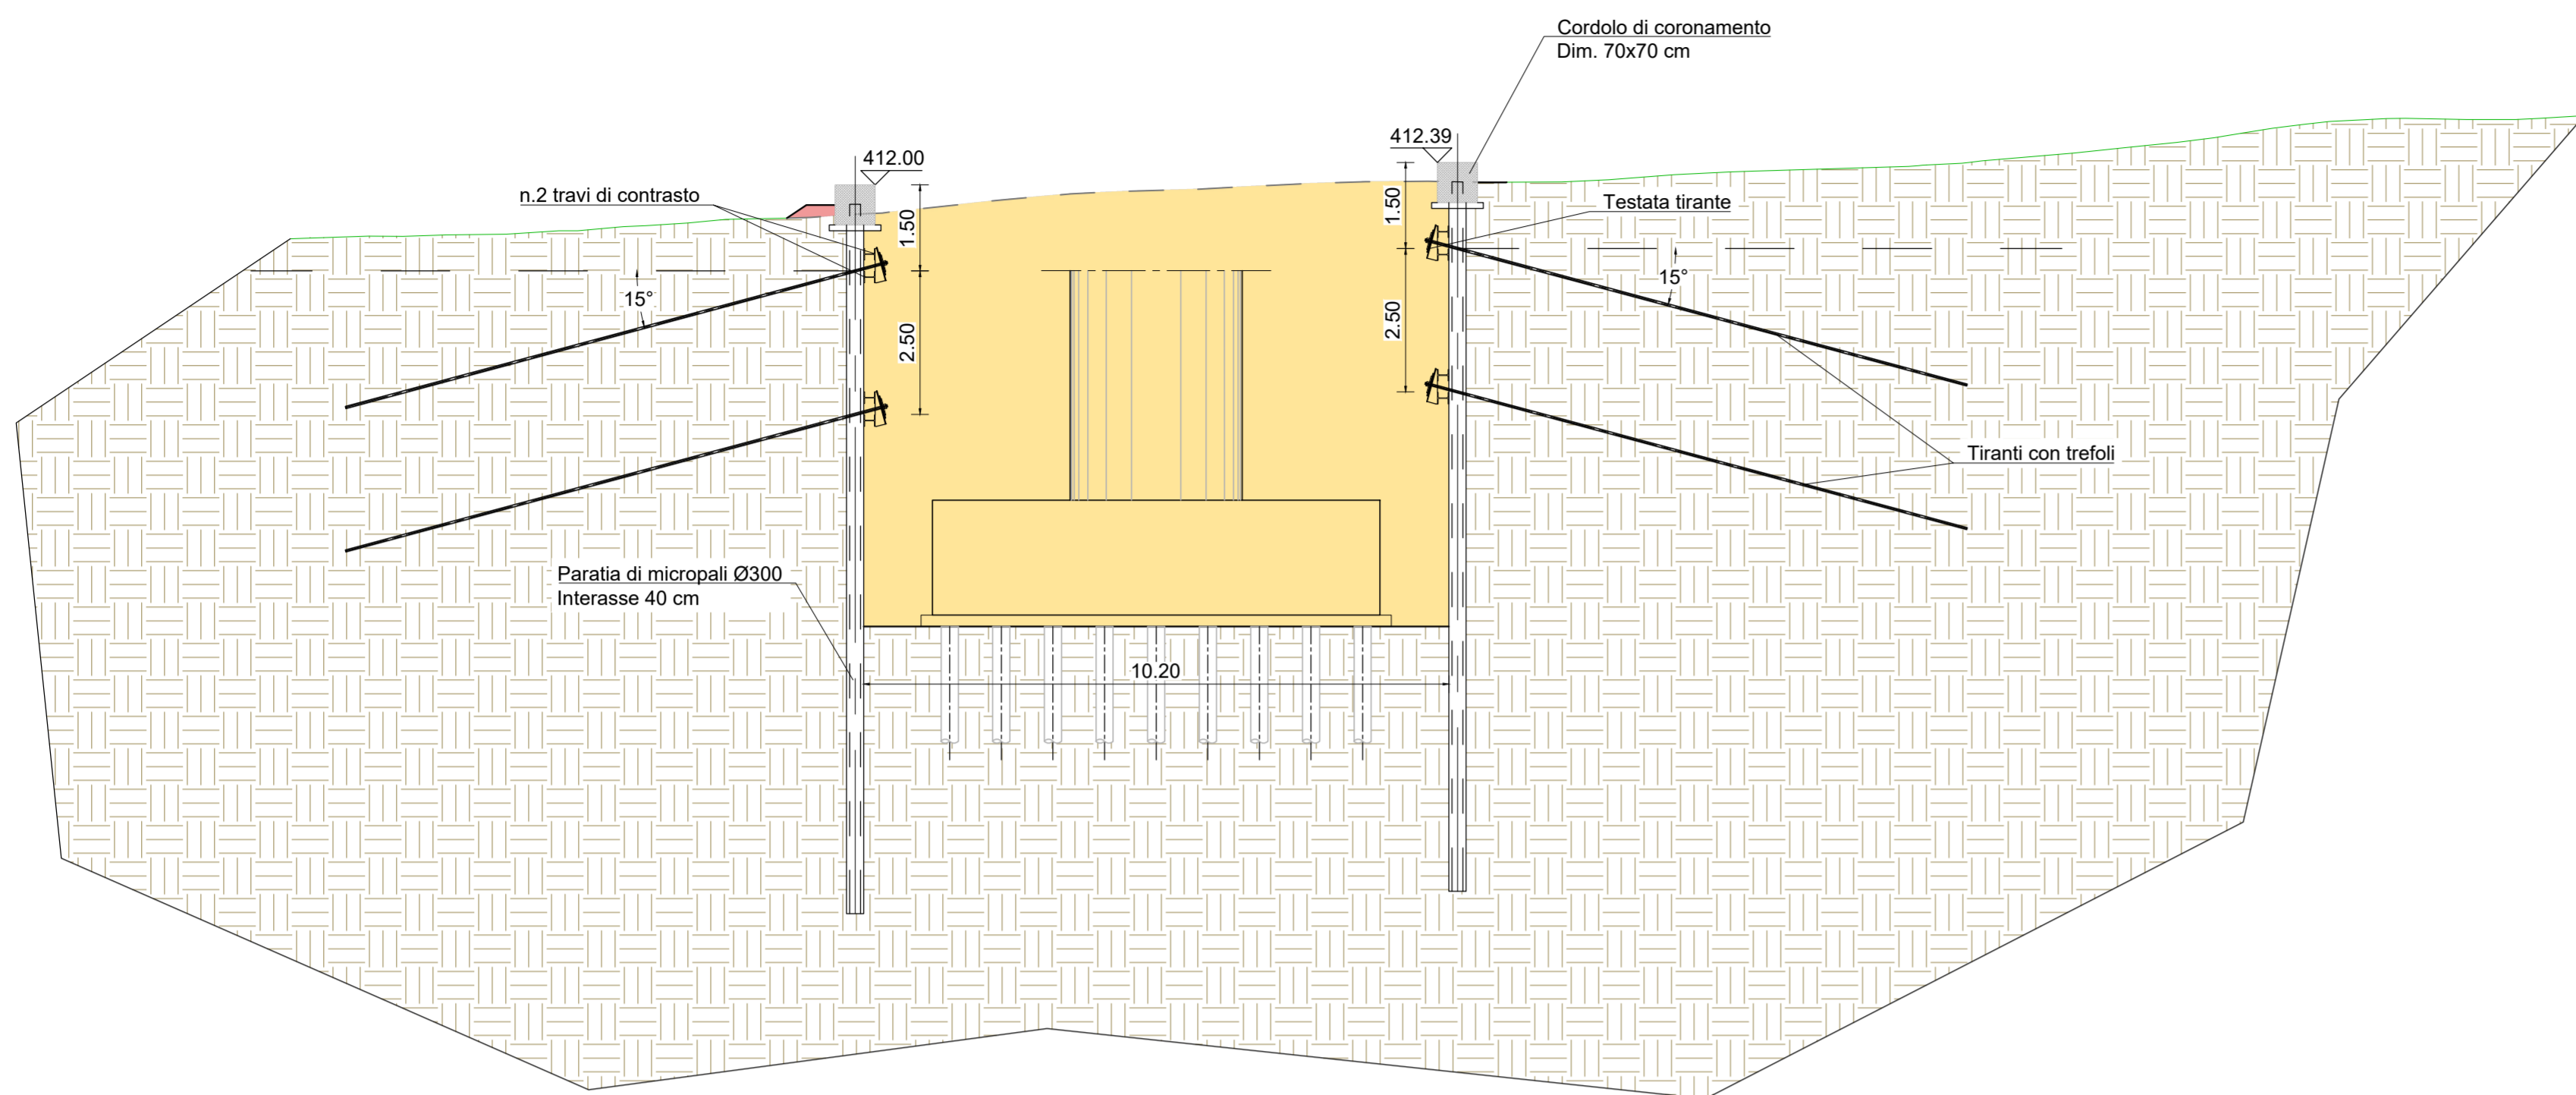 Cordolo di coronamento
Dim. 70x70 cm
412.39
412.00
n.2 travi di contrasto
1.50
1.50
Testata tirante
15°
15°
2.50
2.50
Tiranti con trefoli
Paratia di micropali Ø300
Interasse 40 cm
10.20